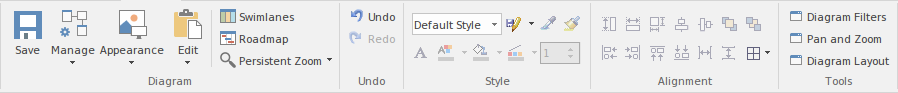 Save
Manage
Appearance
Edit
Swimlanes
Roadmap
Persistent Zoom
Diagram
Undo
Redo
Undo
Default Style
A
1
Style
Alignment
Diagram Filters
Pan and Zoom
Diagram Layout
Tools